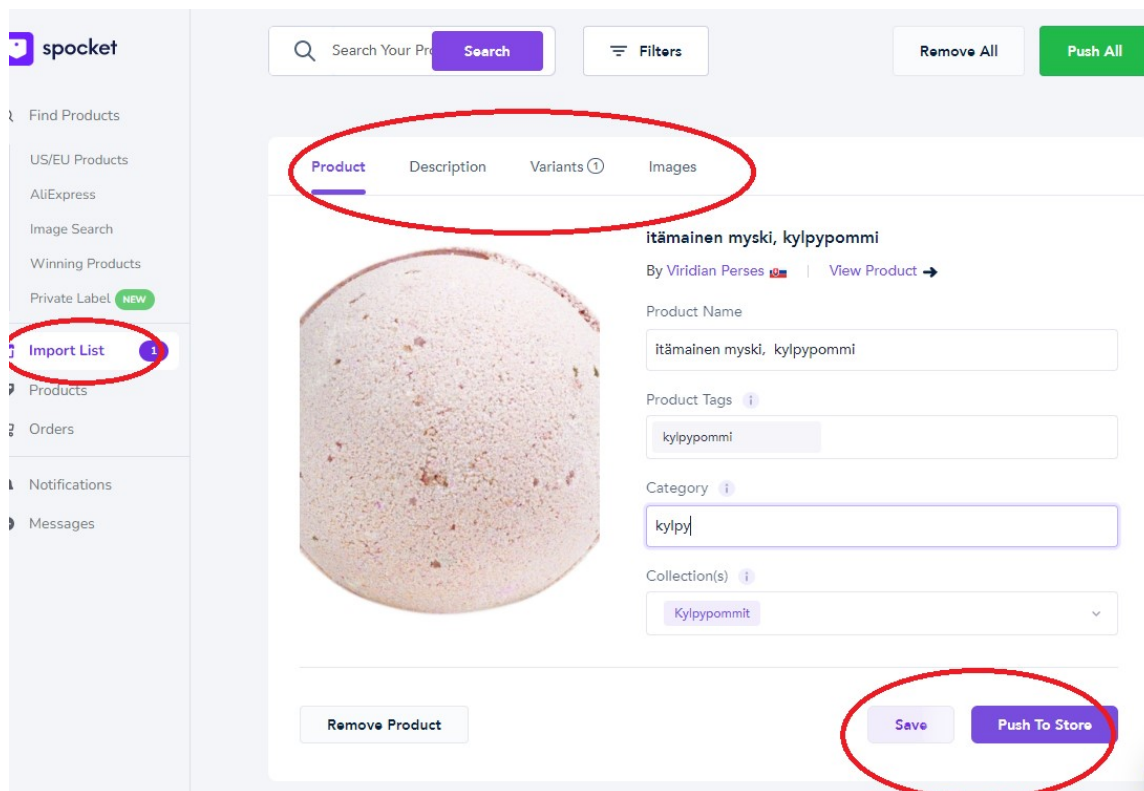 spocket
Search Your Pro
Search
Filters
Remove All
Push All
Find Products
US/EU Products
AliExpress
Image Search
Winning Products
Private Label NEW
Import List 1
Products
Orders
Notifications
Messages
Product Description Variants 1 Images
itämainen myski, kylpypommi
By Viridian Perses | View Product →
Product Name
itämainen myski, kylpypommi
Product Tags i
kylpypommi
Category i
kylpy
Collection(s) i
Kylpypommit
Remove Product
Save
Push To Store